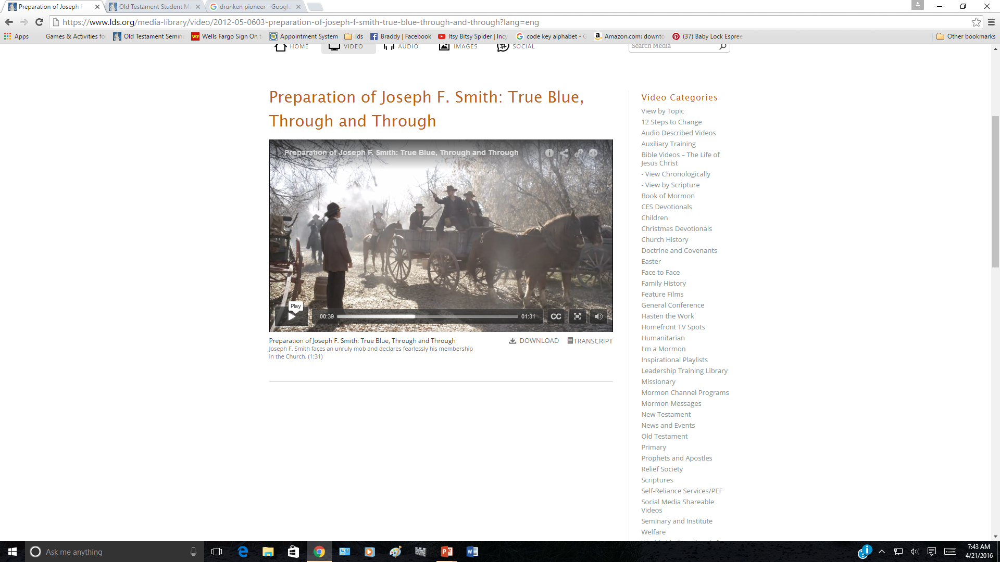 Preparation of Joseph F
Old Testament Student Ma
drunken pioneer - Google
https://www.lds.org/media-library/video/2012-05-0603-preparation-of-joseph-f-smith-true-blue-through-and-through?lang=eng
Apps
Games & Activities fo
Old Testament Semina
Wells Fargo Sign On t
Appointment System
lds
Braddy | Facebook
Itsy Bitsy Spider | Incy
code key alphabet - G
Amazon.com: downto
(37) Baby Lock Espree
Other bookmarks
HOME
VIDEO
AUDIO
IMAGES
SOCIAL
Search Media
Preparation of Joseph F. Smith: True Blue,
Through and Through
Preparation of Joseph F. Smith: True Blue, Through and Through
Play
00:39
01:31
CC
Preparation of Joseph F. Smith: True Blue, Through and Through
DOWNLOAD
TRANSCRIPT
Joseph F. Smith faces an unruly mob and declares fearlessly his membership
in the Church. (1:31)
Video Categories
View by Topic
12 Steps to Change
Audio Described Videos
Auxiliary Training
Bible Videos – The Life of
Jesus Christ
- View Chronologically
- View by Scripture
Book of Mormon
CES Devotionals
Children
Christmas Devotionals
Church History
Doctrine and Covenants
Easter
Face to Face
Family History
Feature Films
General Conference
Hasten the Work
Homefront TV Spots
Humanitarian
I'm a Mormon
Inspirational Playlists
Leadership Training Library
Missionary
Mormon Channel Programs
Mormon Messages
New Testament
News and Events
Old Testament
Primary
Prophets and Apostles
Relief Society
Scriptures
Self-Reliance Services/PEF
Social Media Shareable
Videos
Seminary and Institute
Welfare
Ask me anything
7:43 AM
4/21/2016